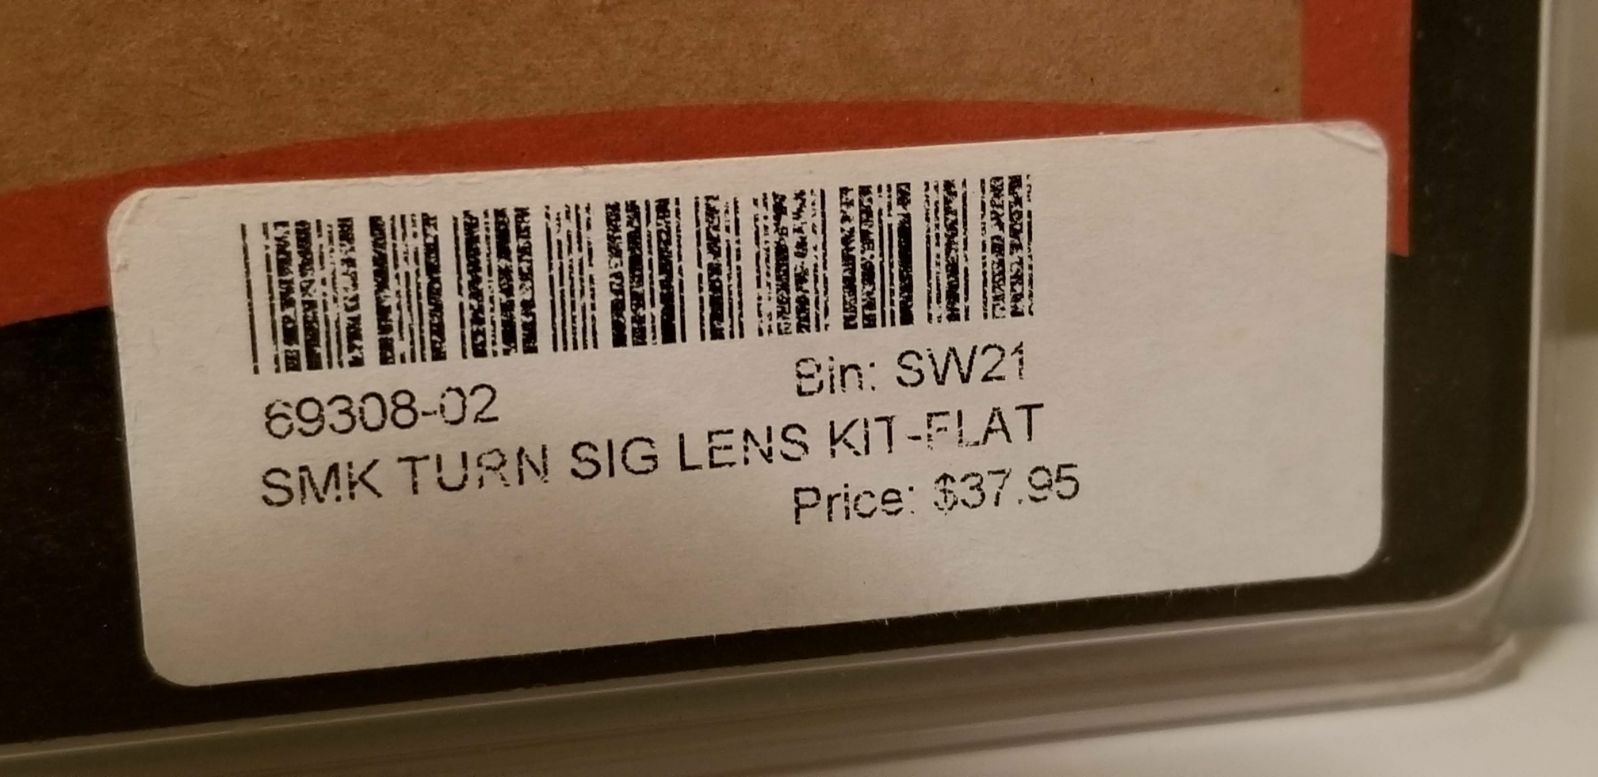 69308-02
Bin: SW21
SMK TURN SIG LENS KIT-FLAT
Price: $37.95